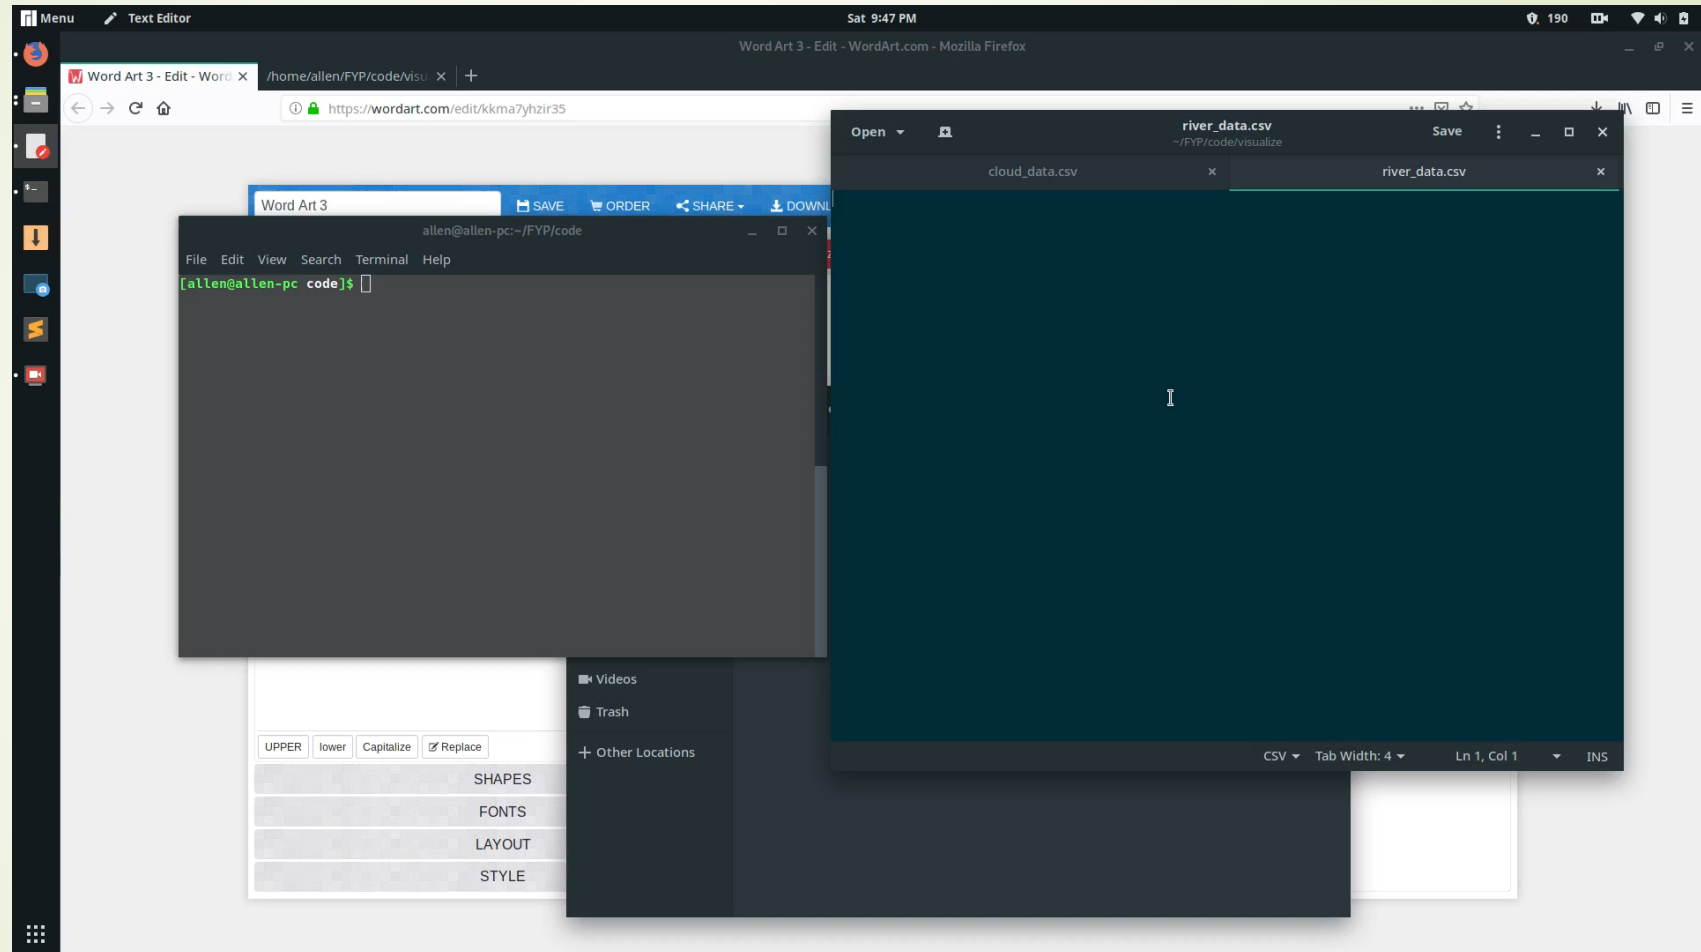 Menu Text Editor Sat 9:47 PM 190
Word Art 3 - Edit - WordArt.com - Mozilla Firefox
Word Art 3 - Edit - Word /home/allen/FYP/code/visu
https://wordart.com/edit/kkma7yhzir35
Open river_data.csv Save
~/FYP/code/visualize
cloud_data.csv river_data.csv
Word Art 3 SAVE ORDER SHARE DOWNL
allen@allen-pc:~/FYP/code
File Edit View Search Terminal Help
[allen@allen-pc code]$
Videos
Trash
Other Locations
UPPER lower Capitalize Replace
CSV Tab Width: 4 Ln 1, Col 1 INS
SHAPES
FONTS
LAYOUT
STYLE